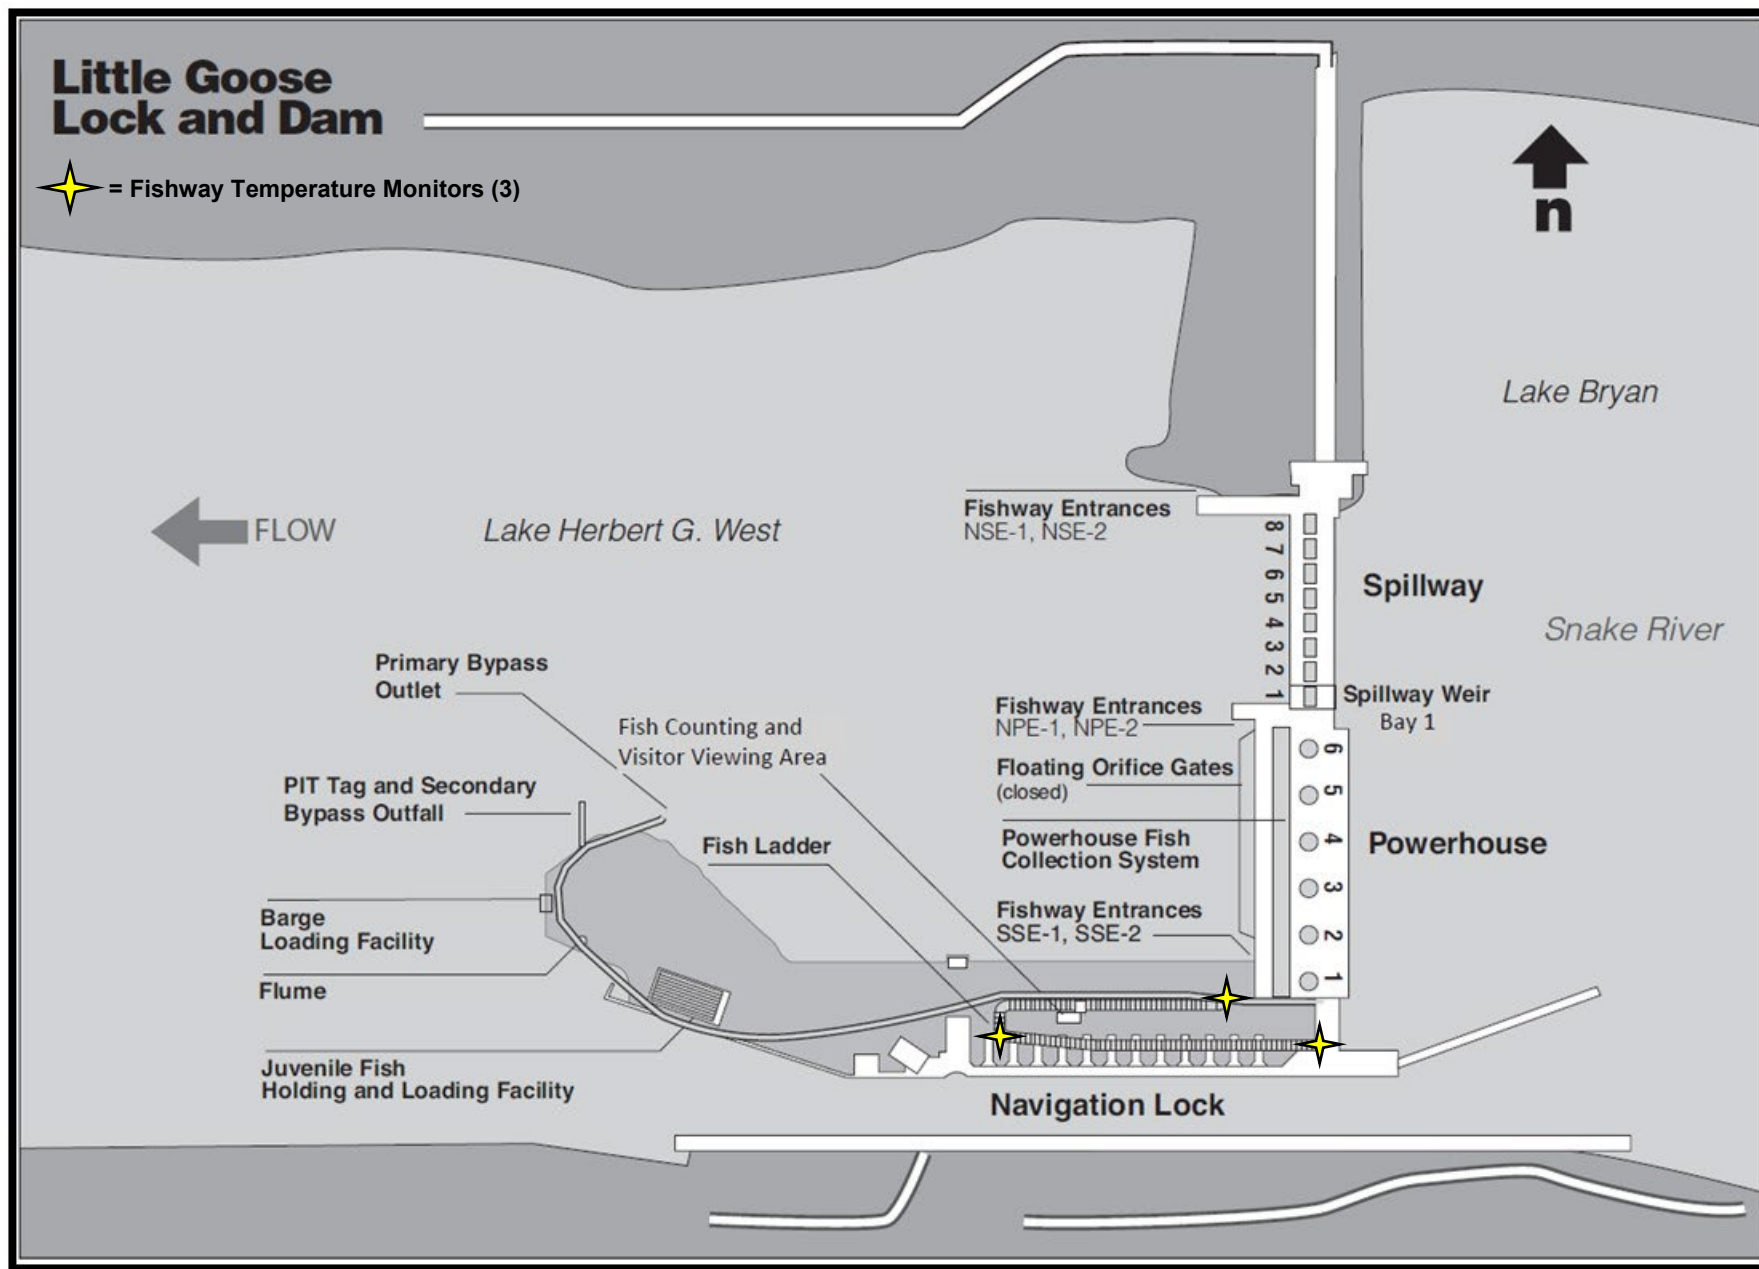 Little Goose
Lock and Dam
= Fishway Temperature Monitors (3)
n
Lake Bryan
FLOW
Lake Herbert G. West
Fishway Entrances
NSE-1, NSE-2
8
7
6
5
4
3
2
1
Spillway
Snake River
Primary Bypass
Outlet
Fish Counting and
Visitor Viewing Area
Fishway Entrances
NPE-1, NPE-2
Spillway Weir
Bay 1
PIT Tag and Secondary
Bypass Outfall
Floating Orifice Gates
(closed)
6
5
4
3
2
1
Fish Ladder
Powerhouse Fish
Collection System
Powerhouse
Barge
Loading Facility
Fishway Entrances
SSE-1, SSE-2
Flume
Juvenile Fish
Holding and Loading Facility
Navigation Lock